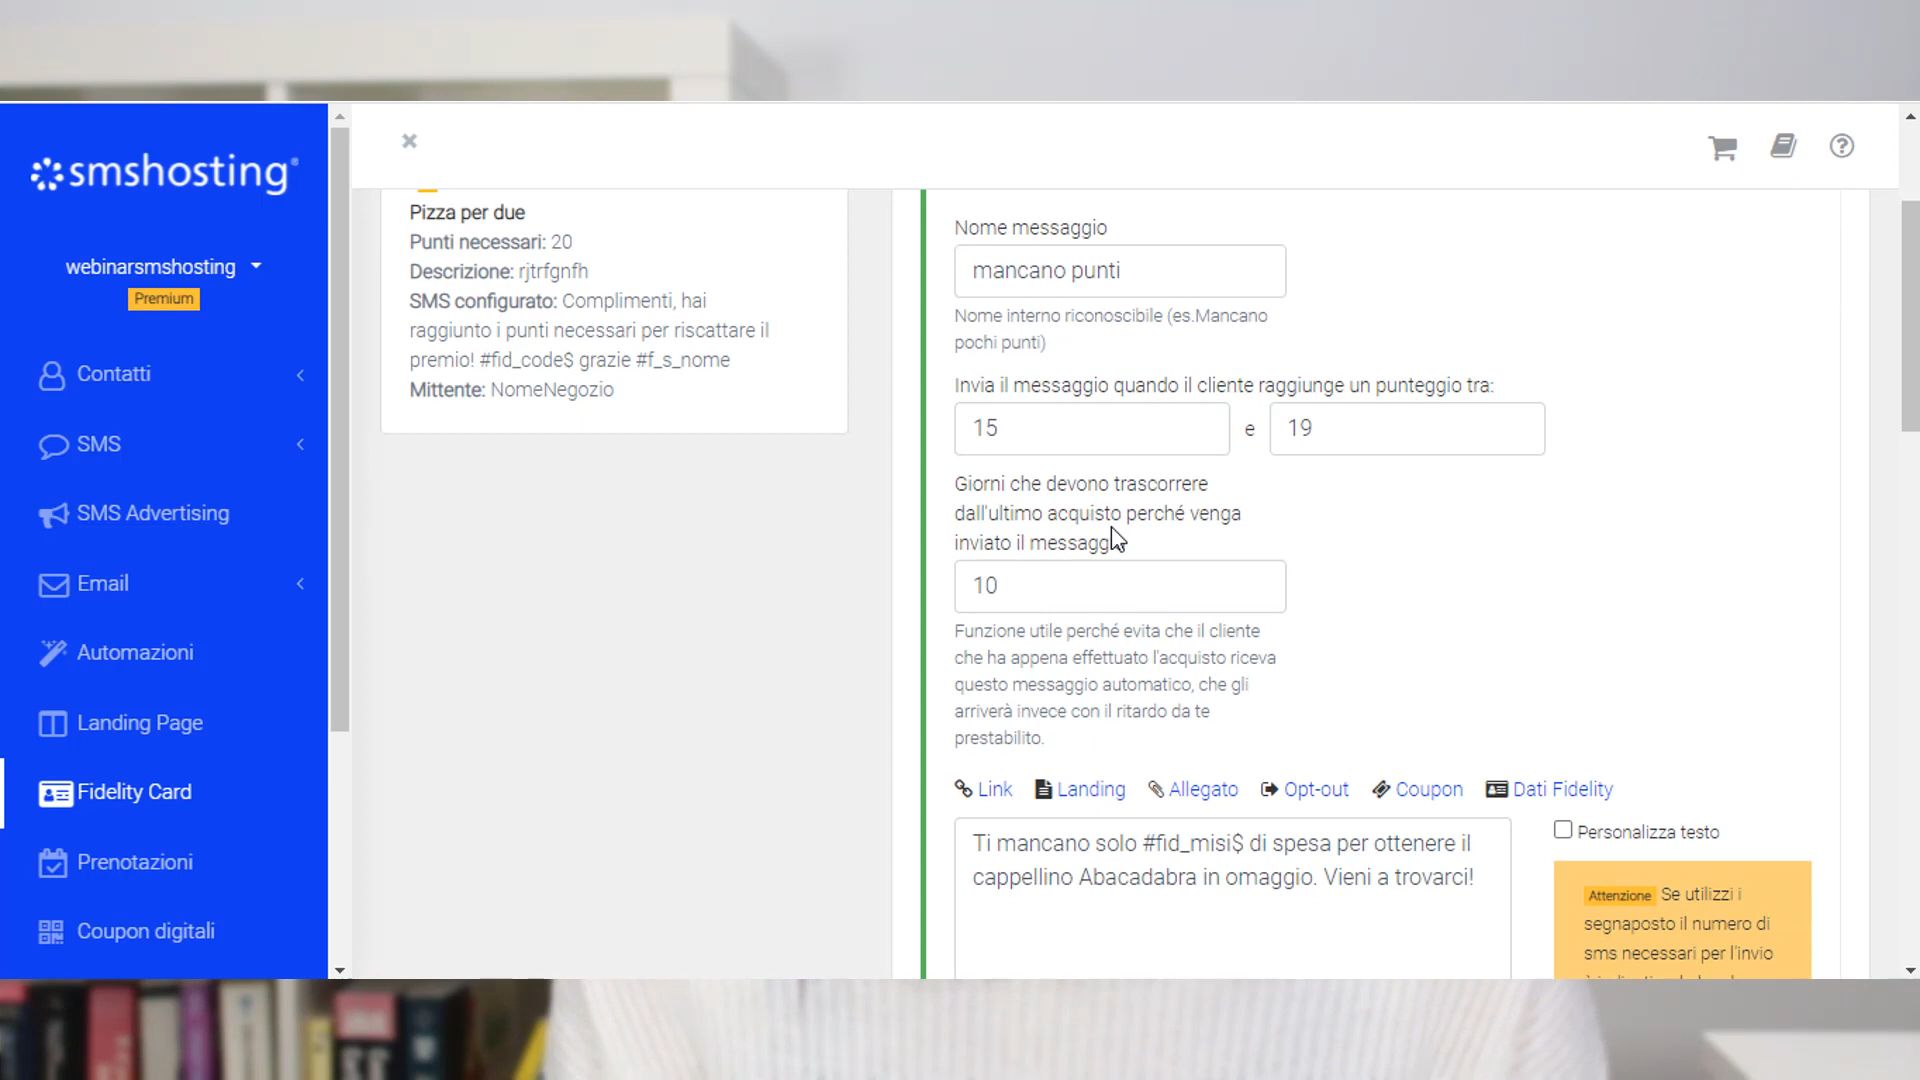 smshosting®
webinarsmshosting
Premium
Contatti
SMS
SMS Advertising
Email
Automazioni
Landing Page
Fidelity Card
Prenotazioni
Coupon digitali
Pizza per due
Punti necessari: 20
Descrizione: rjtrfgnfh
SMS configurato: Complimenti, hai
raggiunto i punti necessari per riscattare il
premio! #fid_code$ grazie #f_s_nome
Mittente: NomeNegozio
Nome messaggio
mancano punti
Nome interno riconoscibile (es.Mancano
pochi punti)
Invia il messaggio quando il cliente raggiunge un punteggio tra:
15 e 19
Giorni che devono trascorrere
dall'ultimo acquisto perché venga
inviato il messaggio
10
Funzione utile perché evita che il cliente
che ha appena effettuato l'acquisto riceva
questo messaggio automatico, che gli
arriverà invece con il ritardo da te
prestabilito.
Link Landing Allegato Opt-out Coupon Dati Fidelity
Ti mancano solo #fid_misi$ di spesa per ottenere il
cappellino Abacadabra in omaggio. Vieni a trovarci!
Personalizza testo
Attenzione Se utilizzi i
segnaposto il numero di
sms necessari per l'invio